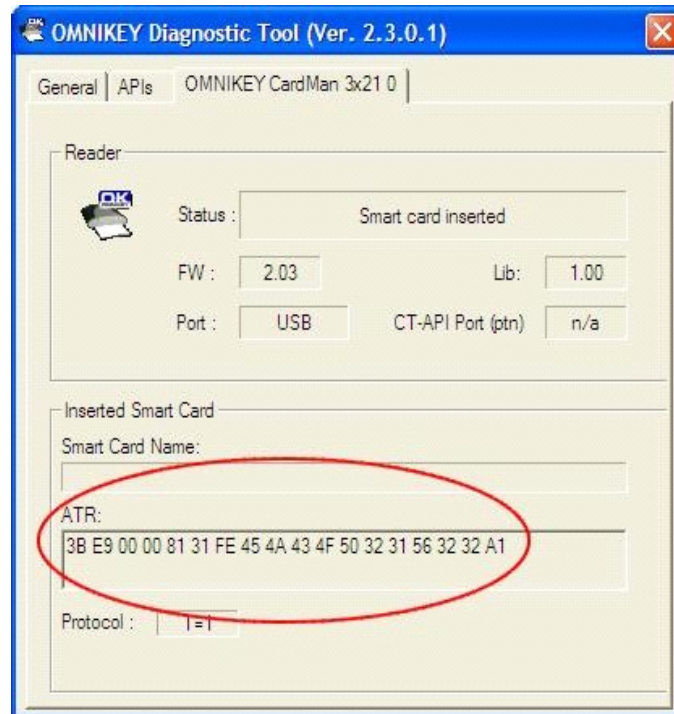 OMNIKEY Diagnostic Tool (Ver. 2.3.0.1)
General APIs OMNIKEY CardMan 3x21 0
Reader
OK
Status : Smart card inserted
FW : 2.03 Lib: 1.00
Port : USB CT-API Port (ptn) n/a
Inserted Smart Card
Smart Card Name:
ATR:
3B E9 00 00 81 31 FE 45 4A 43 4F 50 32 31 56 32 32 A1
Protocol : T=1